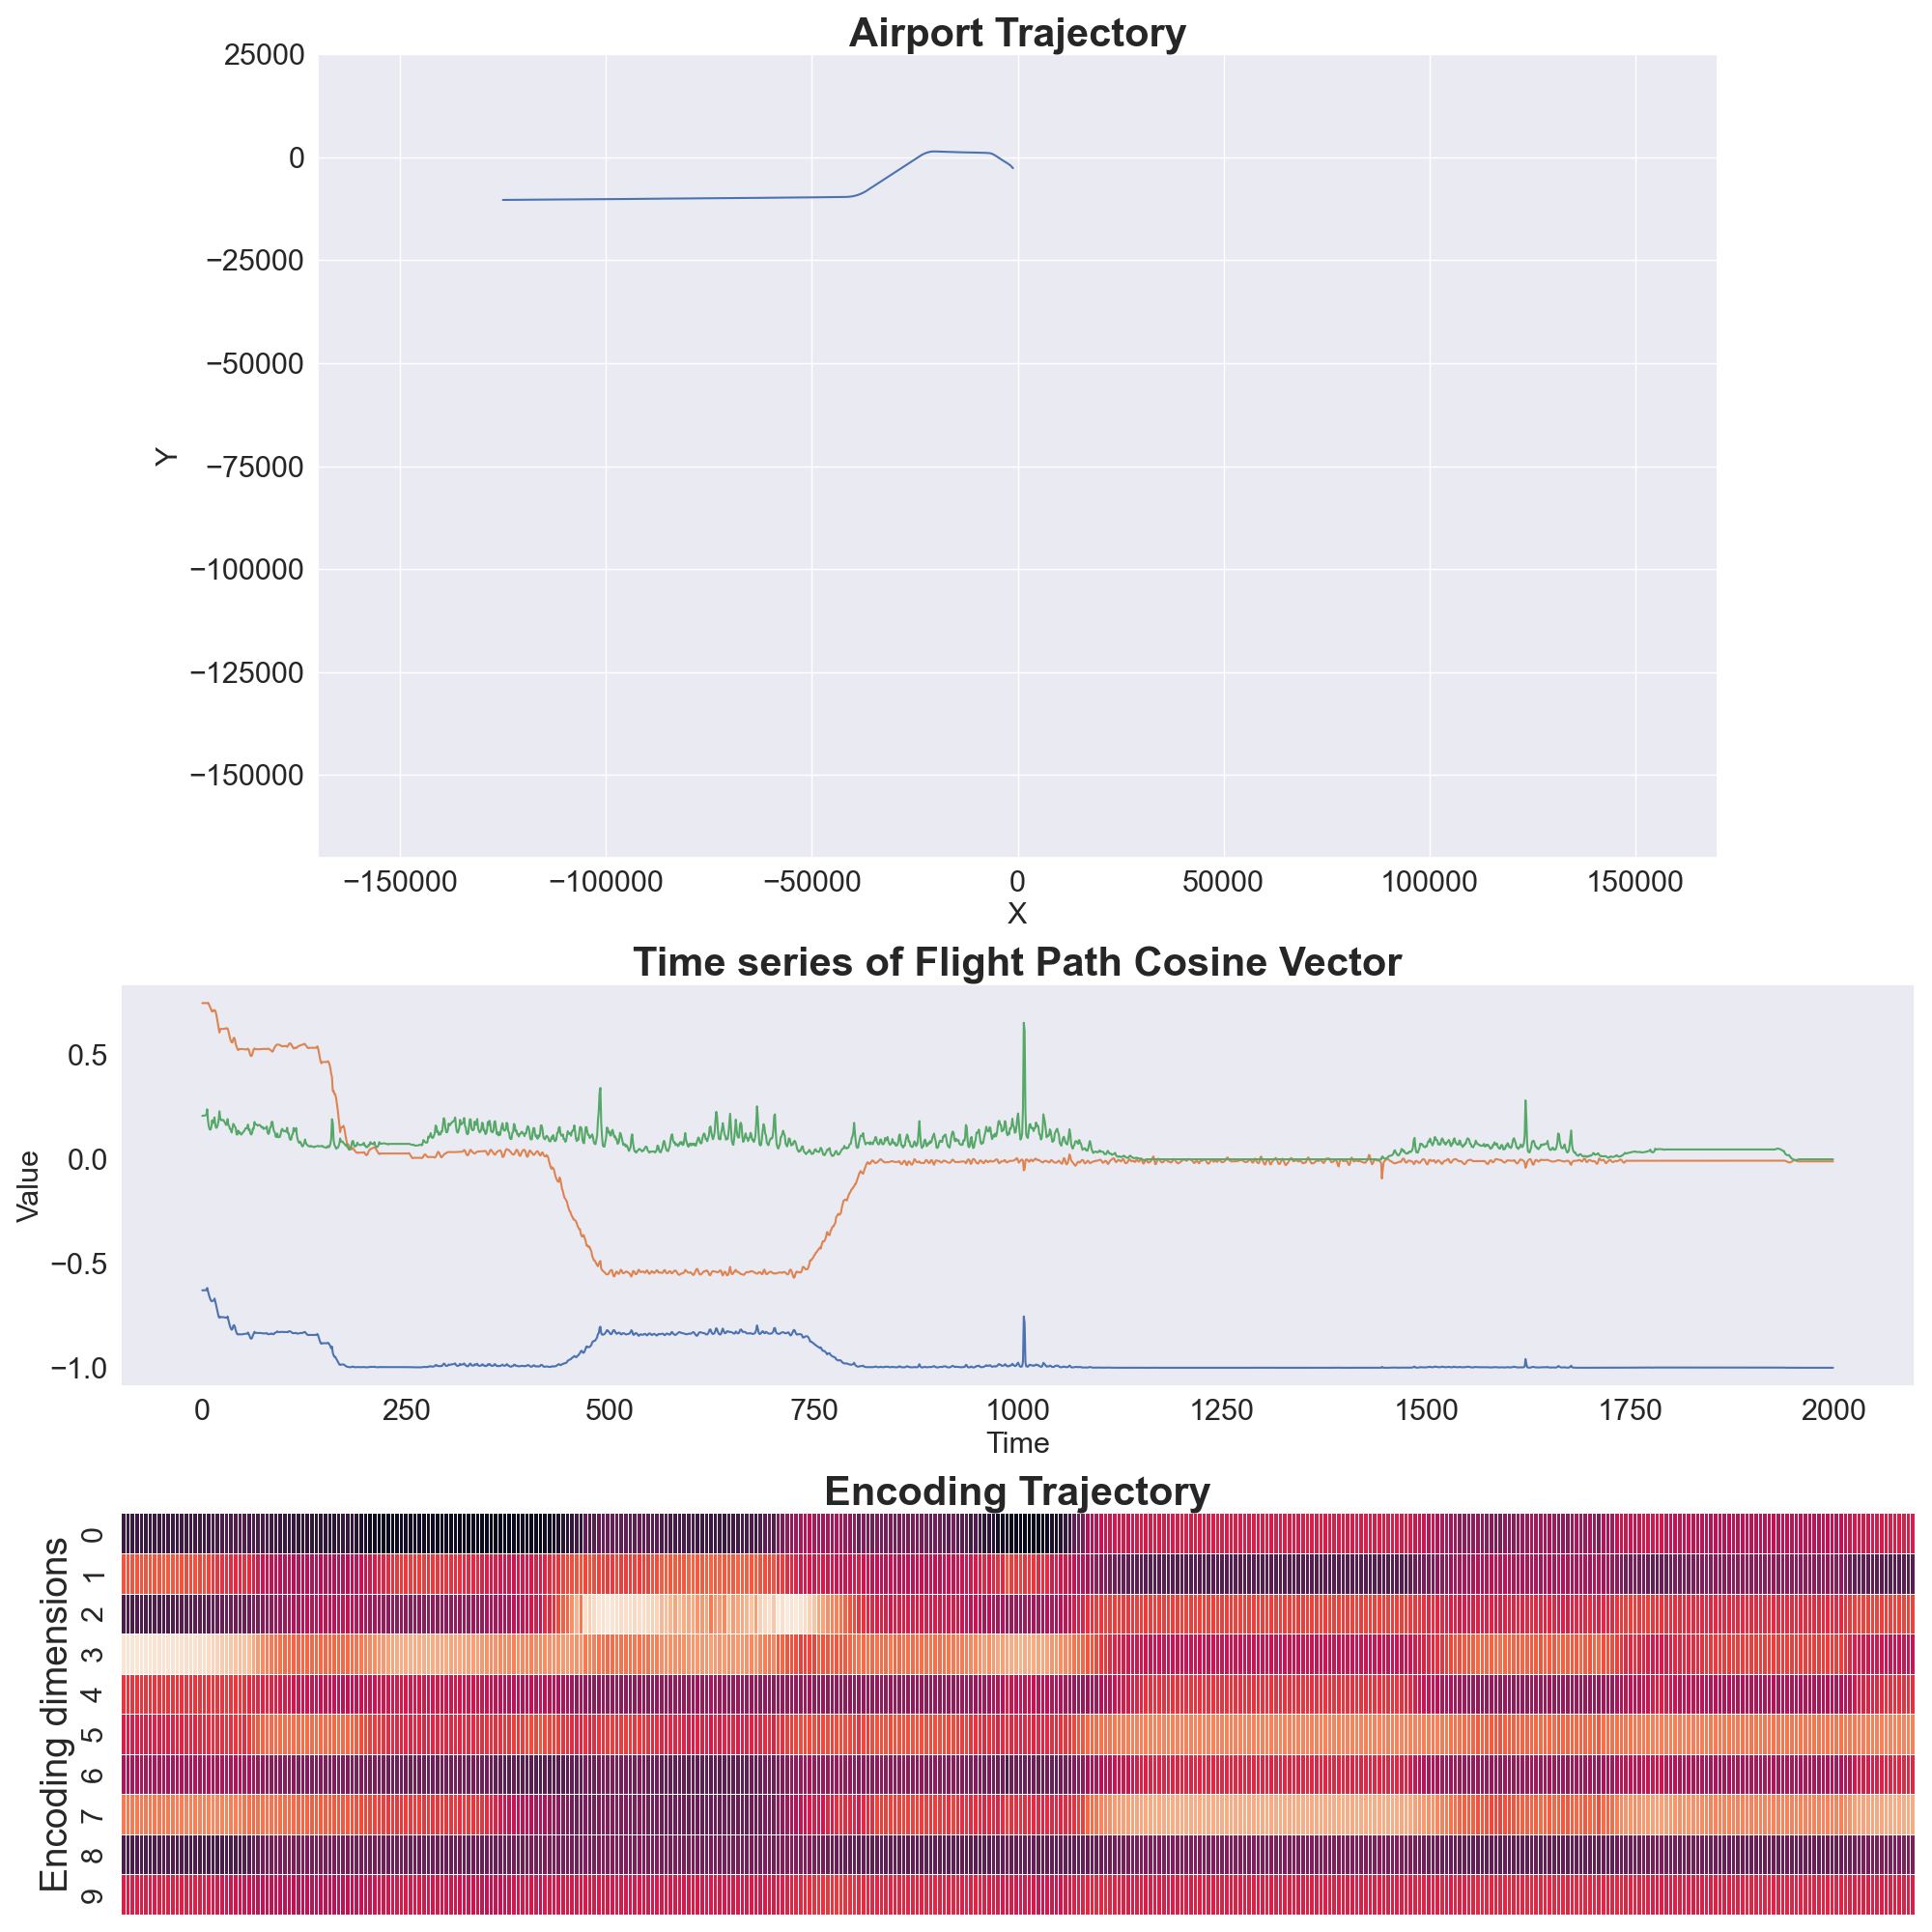 Airport Trajectory
25000
0
−25000
−50000
−75000
−100000
−125000
−150000
Y
−150000 −100000 −50000 0 50000 100000 150000
X
Time series of Flight Path Cosine Vector
0.5
0.0
−0.5
−1.0
Value
0 250 500 750 1000 1250 1500 1750 2000
Time
Encoding Trajectory
Encoding dimensions
0
1
2
3
4
5
6
7
8
9